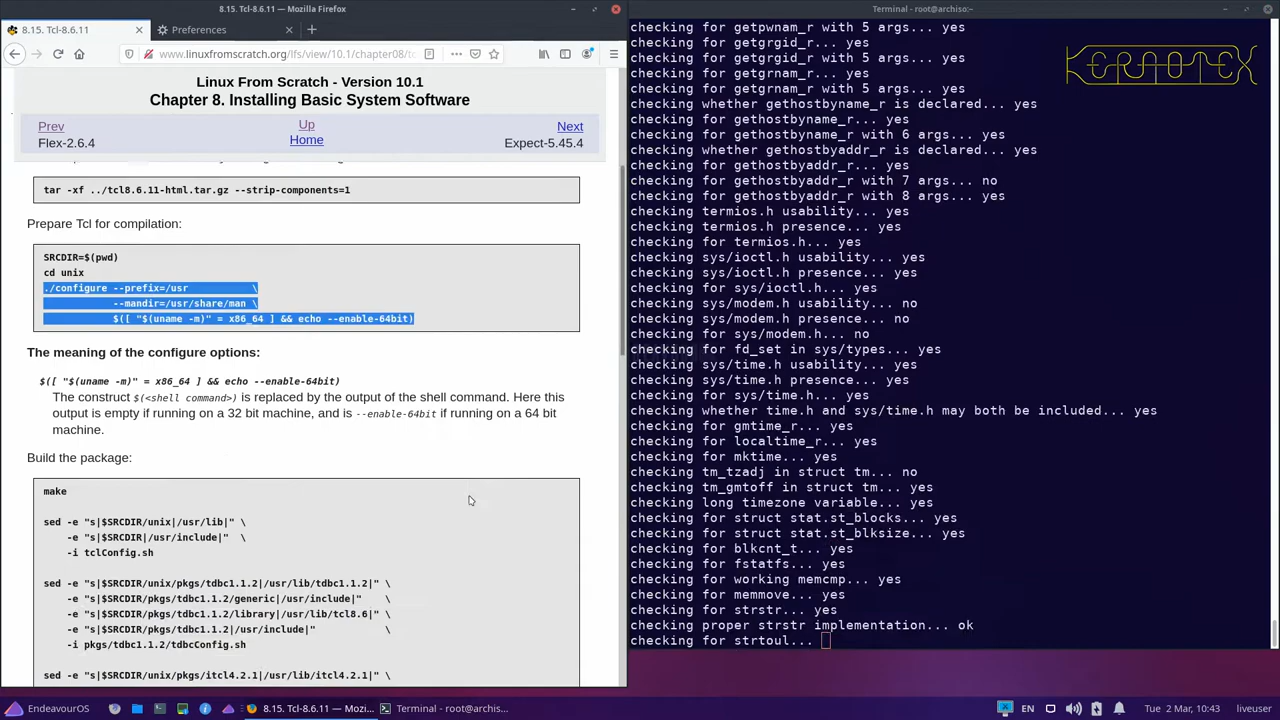 8.15. Tcl-8.6.11 - Mozilla Firefox
8.15. Tcl-8.6.11
Preferences
www.linuxfromscratch.org/lfs/view/10.1/chapter08/tc
Linux From Scratch - Version 10.1
Chapter 8. Installing Basic System Software
Prev
Up
Next
Flex-2.6.4
Home
Expect-5.45.4
tar -xf ../tcl8.6.11-html.tar.gz --strip-components=1
Prepare Tcl for compilation:
SRCDIR=$(pwd)
cd unix
./configure --prefix=/usr \
--mandir=/usr/share/man \
$([ "$(uname -m)" = x86_64 ] && echo --enable-64bit)
The meaning of the configure options:
$([ "$(uname -m)" = x86_64 ] && echo --enable-64bit)
The construct $(<shell command>) is replaced by the output of the shell command. Here this
output is empty if running on a 32 bit machine, and is --enable-64bit if running on a 64 bit
machine.
Build the package:
make
sed -e "s|$SRCDIR/unix|/usr/lib|" \
-e "s|$SRCDIR|/usr/include|" \
-i tclConfig.sh
sed -e "s|$SRCDIR/unix/pkgs/tdbc1.1.2|/usr/lib/tdbc1.1.2|" \
-e "s|$SRCDIR/pkgs/tdbc1.1.2/generic|/usr/include|" \
-e "s|$SRCDIR/pkgs/tdbc1.1.2/library|/usr/lib/tcl8.6|" \
-e "s|$SRCDIR/pkgs/tdbc1.1.2|/usr/include|" \
-i pkgs/tdbc1.1.2/tdbcConfig.sh
sed -e "s|$SRCDIR/unix/pkgs/itcl4.2.1|/usr/lib/itcl4.2.1|" \
Terminal - root@archiso:~
checking for getpwnam_r with 5 args... yes
checking for getgrgid_r... yes
checking for getgrgid_r with 5 args... yes
checking for getgrnam_r... yes
checking for getgrnam_r with 5 args... yes
checking whether gethostbyname_r is declared... yes
checking for gethostbyname_r... yes
checking for gethostbyname_r with 6 args... yes
checking whether gethostbyaddr_r is declared... yes
checking for gethostbyaddr_r... yes
checking for gethostbyaddr_r with 7 args... no
checking for gethostbyaddr_r with 8 args... yes
checking termios.h usability... yes
checking termios.h presence... yes
checking for termios.h... yes
checking sys/ioctl.h usability... yes
checking sys/ioctl.h presence... yes
checking for sys/ioctl.h... yes
checking sys/modem.h usability... no
checking sys/modem.h presence... no
checking for sys/modem.h... no
checking for fd_set in sys/types... yes
checking sys/time.h usability... yes
checking sys/time.h presence... yes
checking for sys/time.h... yes
checking whether time.h and sys/time.h may both be included... yes
checking for gmtime_r... yes
checking for localtime_r... yes
checking for mktime... yes
checking tm_tzadj in struct tm... no
checking tm_gmtoff in struct tm... yes
checking long timezone variable... yes
checking for struct stat.st_blocks... yes
checking for struct stat.st_blksize... yes
checking for blkcnt_t... yes
checking for fstatfs... yes
checking for working memcmp... yes
checking for memmove... yes
checking for strstr... yes
checking proper strstr implementation... ok
checking for strtoul...
KERNOTEX
EndeavourOS
8.15. Tcl-8.6.11 - Mozi...
Terminal - root@archis...
EN
Tue 2 Mar, 10:43
liveuser